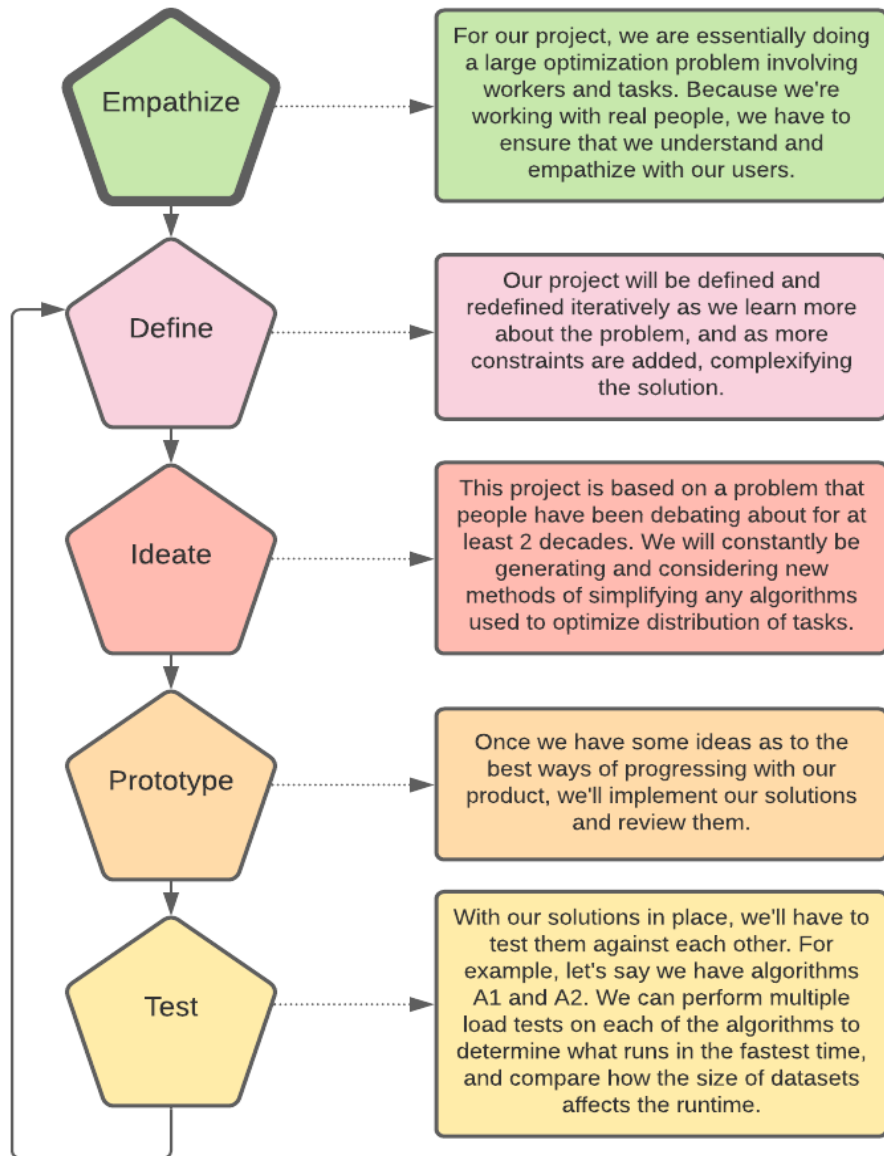 Empathize
For our project, we are essentially doing
a large optimization problem involving
workers and tasks. Because we're
working with real people, we have to
ensure that we understand and
empathize with our users.
Define
Our project will be defined and
redefined iteratively as we learn more
about the problem, and as more
constraints are added, complexifying
the solution.
Ideate
This project is based on a problem that
people have been debating about for at
least 2 decades. We will constantly be
generating and considering new
methods of simplifying any algorithms
used to optimize distribution of tasks.
Prototype
Once we have some ideas as to the
best ways of progressing with our
product, we'll implement our solutions
and review them.
Test
With our solutions in place, we'll have to
test them against each other. For
example, let's say we have algorithms
A1 and A2. We can perform multiple
load tests on each of the algorithms to
determine what runs in the fastest time,
and compare how the size of datasets
affects the runtime.